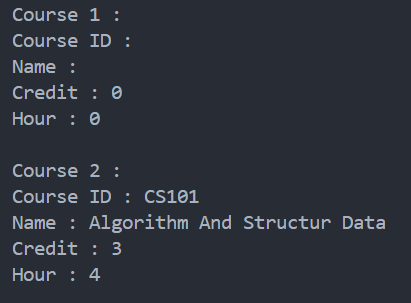 Course 1 :
Course ID :
Name :
Credit : 0
Hour : 0

Course 2 :
Course ID : CS101
Name : Algorithm And Structur Data
Credit : 3
Hour : 4